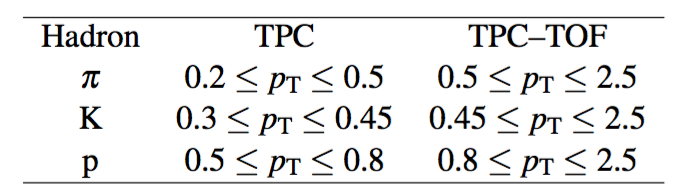 Hadron TPC TPC–TOF
π 0.2 ≤ pT ≤ 0.5 0.5 ≤ pT ≤ 2.5
K 0.3 ≤ pT ≤ 0.45 0.45 ≤ pT ≤ 2.5
p 0.5 ≤ pT ≤ 0.8 0.8 ≤ pT ≤ 2.5